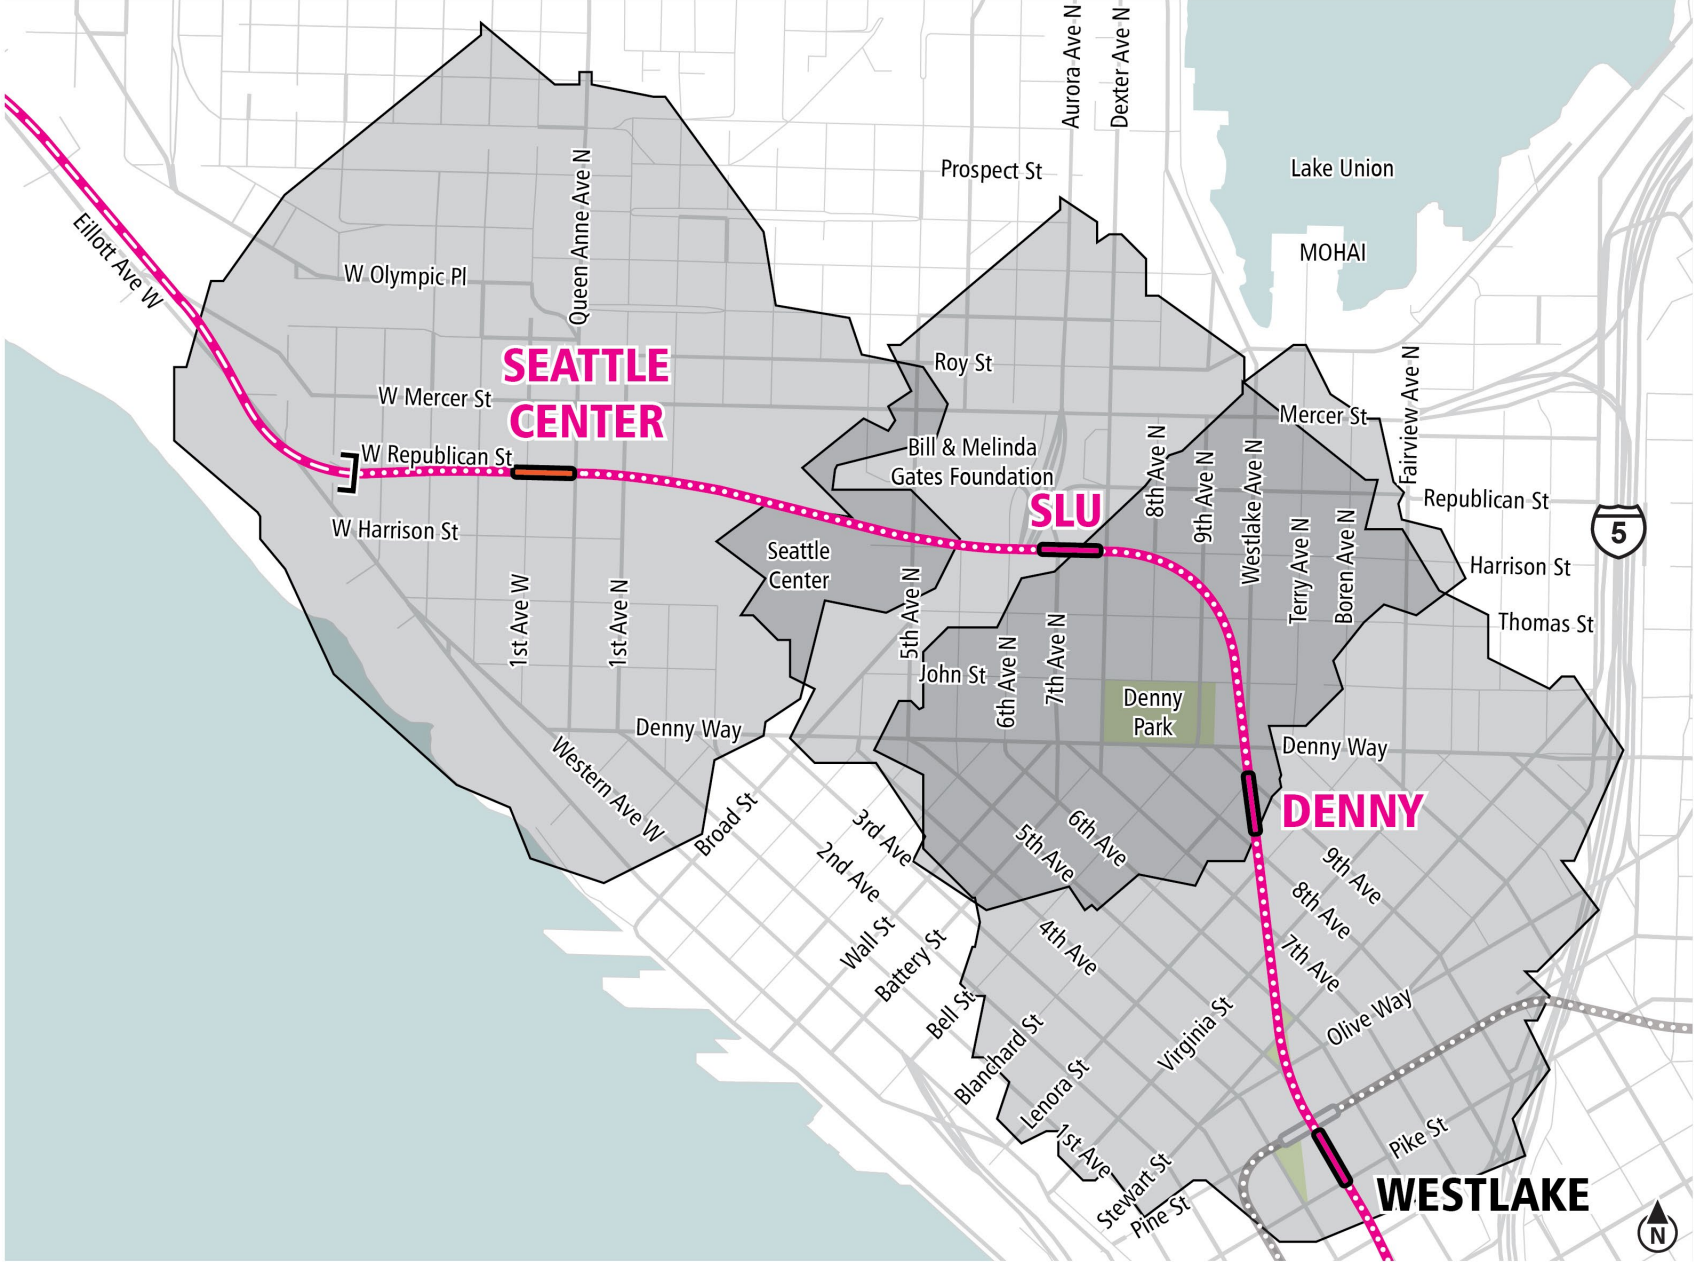 Aurora Ave N
Dexter Ave N
Prospect St
Lake Union
MOHAI
Eillott Ave W
Queen Anne Ave N
W Olympic Pl
SEATTLE
CENTER
Roy St
W Mercer St
Mercer St
Fairview Ave N
W Republican St
Bill & Melinda
Gates Foundation
SLU
8th Ave N
9th Ave N
Westlake Ave N
Terry Ave N
Boren Ave N
Republican St
5
W Harrison St
Seattle
Center
Harrison St
1st Ave W
1st Ave N
5th Ave N
Thomas St
John St
6th Ave N
7th Ave N
Denny
Park
Denny Way
Denny Way
Western Ave W
Broad St
DENNY
3rd Ave
2nd Ave
5th Ave
6th Ave
9th Ave
8th Ave
7th Ave
Wall St
Battery St
4th Ave
Bell St
Blanchard St
Virginia St
Olive Way
Lenora St
1st Ave
Pike St
Stewart St
Pine St
WESTLAKE
N